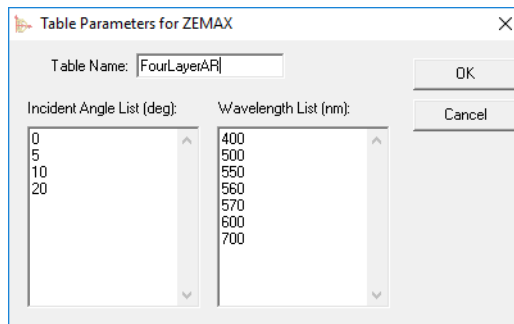 Table Parameters for ZEMAX
Table Name: FourLayerAR
OK
Cancel
Incident Angle List (deg):
0
5
10
20
Wavelength List (nm):
400
500
550
560
570
600
700